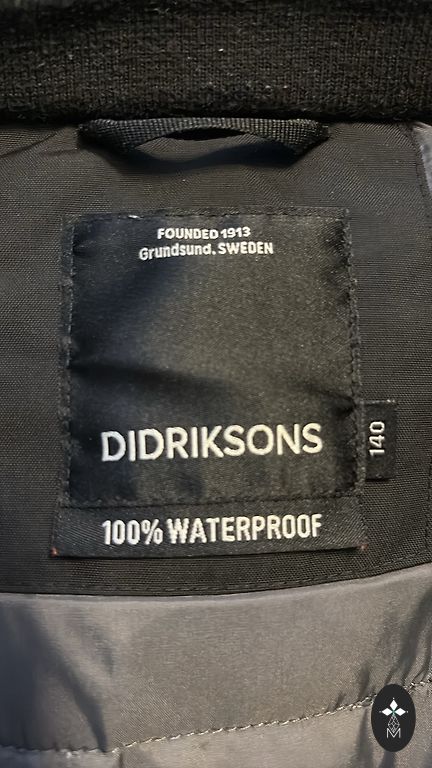 FOUNDED 1913
Grundsund, SWEDEN
DIDRIKSONS
140
100% WATERPROOF
M